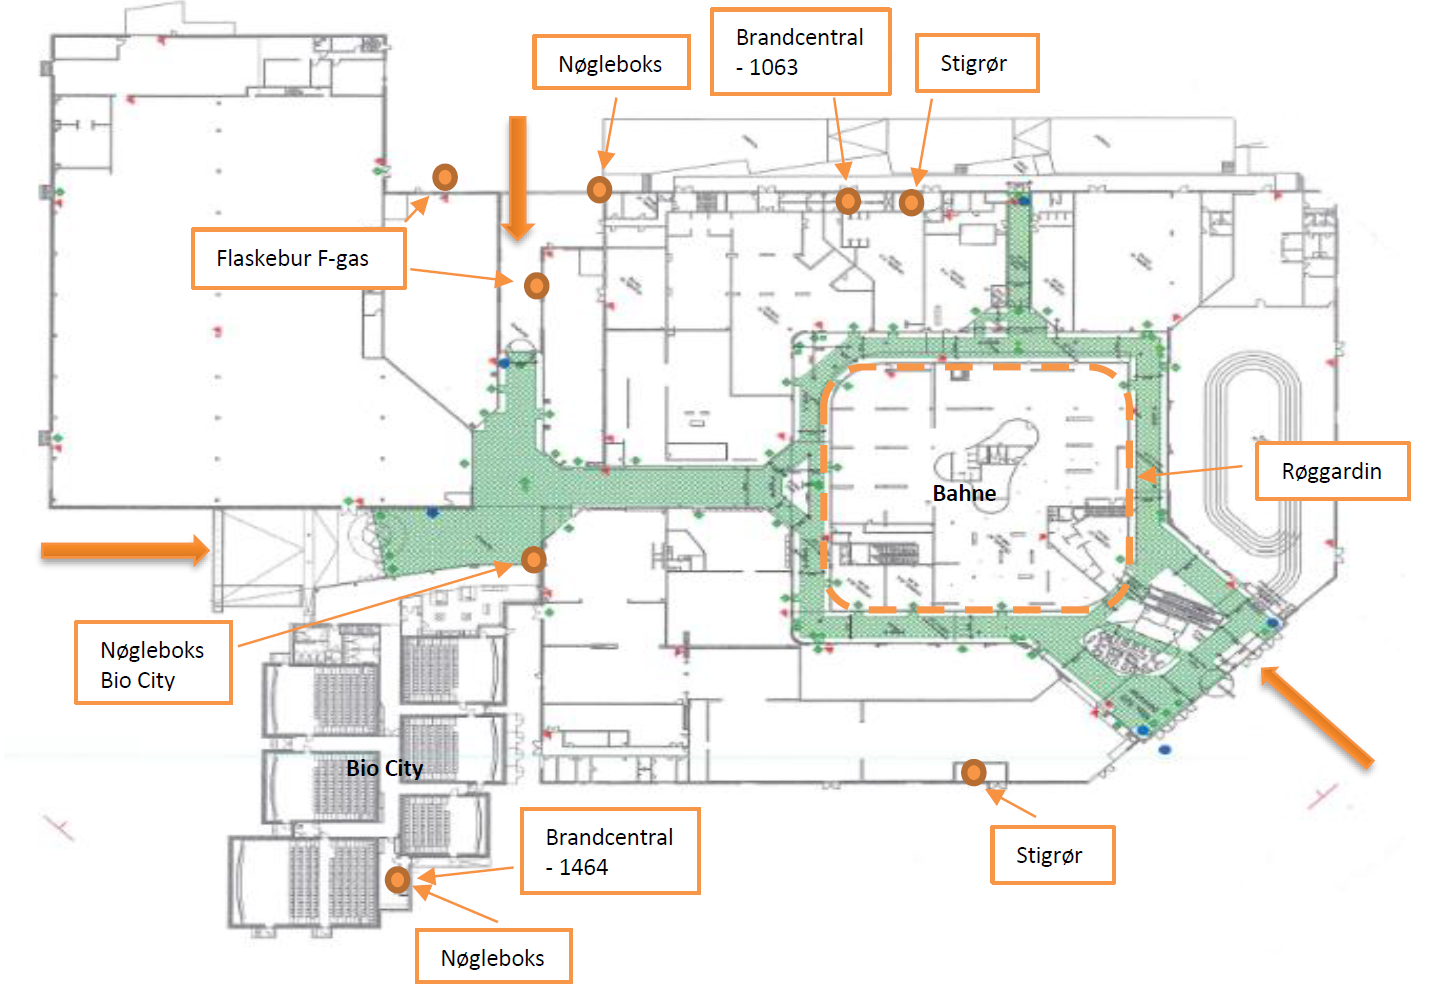 Nøgleboks
Brandcentral
- 1063
Stigrør
Flaskebur F-gas
Røggardin
Bahne
Nøgleboks
Bio City
Bio City
Brandcentral
- 1464
Stigrør
Nøgleboks